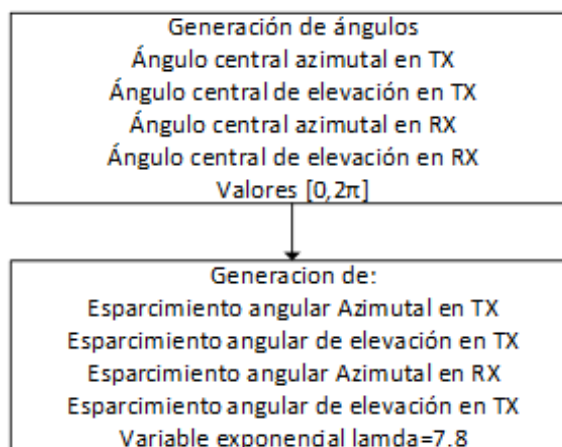 Generación de ángulos
Ángulo central azimutal en TX
Ángulo central de elevación en TX
Ángulo central azimutal en RX
Ángulo central de elevación en RX
Valores [0,2π]
Generacion de:
Esparcimiento angular Azimutal en TX
Esparcimiento angular de elevación en TX
Esparcimiento angular Azimutal en RX
Esparcimiento angular de elevación en TX
Variable exponencial lamda=7.8